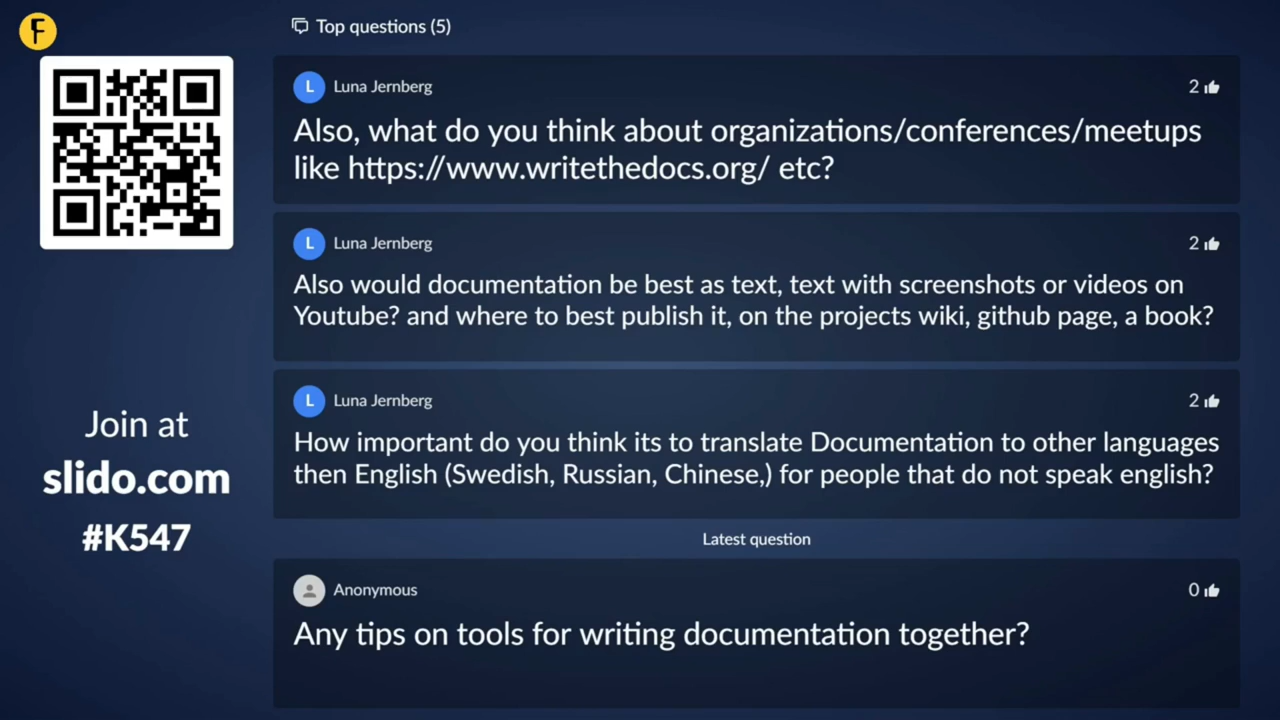 F
Top questions (5)
L Luna Jernberg 2
Also, what do you think about organizations/conferences/meetups
like https://www.writethedocs.org/ etc?
L Luna Jernberg 2
Also would documentation be best as text, text with screenshots or videos on
Youtube? and where to best publish it, on the projects wiki, github page, a book?
L Luna Jernberg 2
How important do you think its to translate Documentation to other languages
then English (Swedish, Russian, Chinese,) for people that do not speak english?
Latest question
Anonymous 0
Any tips on tools for writing documentation together?
Join at
slido.com
#K547